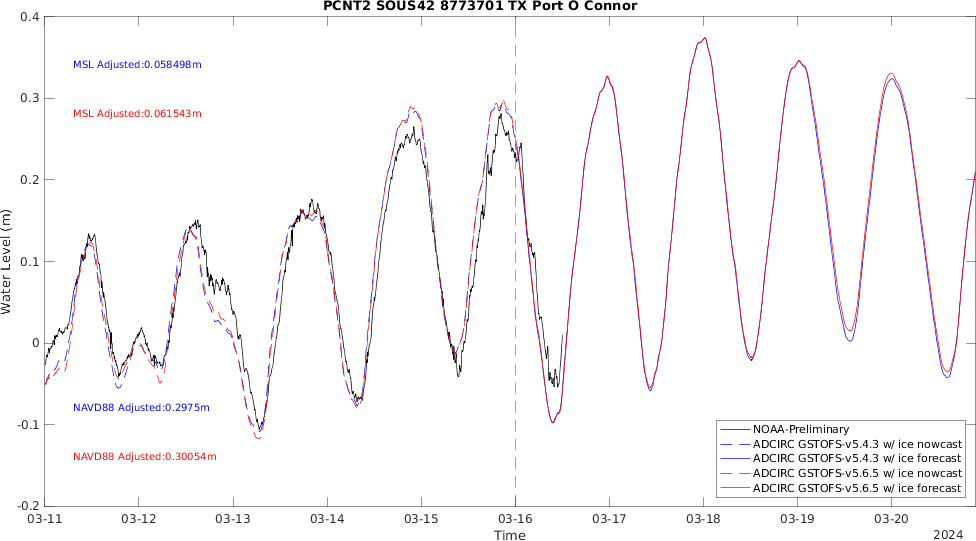 PCNT2 SOUS42 8773701 TX Port O Connor
0.4
0.3
0.2
0.1
0
-0.1
-0.2
Water Level (m)
MSL Adjusted:0.058498m
MSL Adjusted:0.061543m
NAVD88 Adjusted:0.2975m
NAVD88 Adjusted:0.30054m
NOAA-Preliminary
ADCIRC GSTOFS-v5.4.3 w/ ice nowcast
ADCIRC GSTOFS-v5.4.3 w/ ice forecast
ADCIRC GSTOFS-v5.6.5 w/ ice nowcast
ADCIRC GSTOFS-v5.6.5 w/ ice forecast
03-11 03-12 03-13 03-14 03-15 03-16 03-17 03-18 03-19 03-20
Time
2024